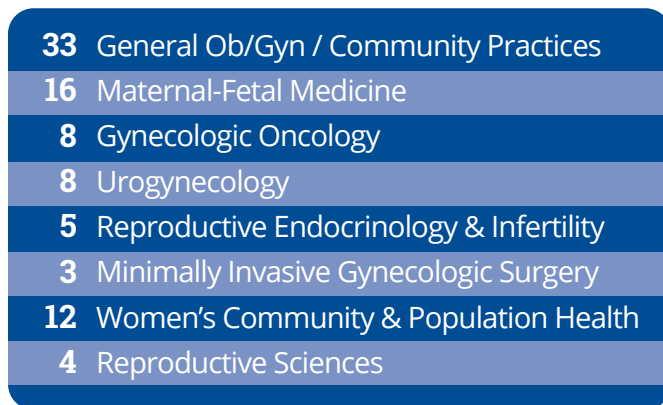 33 General Ob/Gyn / Community Practices
16 Maternal-Fetal Medicine
8 Gynecologic Oncology
8 Urogynecology
5 Reproductive Endocrinology & Infertility
3 Minimally Invasive Gynecologic Surgery
12 Women’s Community & Population Health
4 Reproductive Sciences